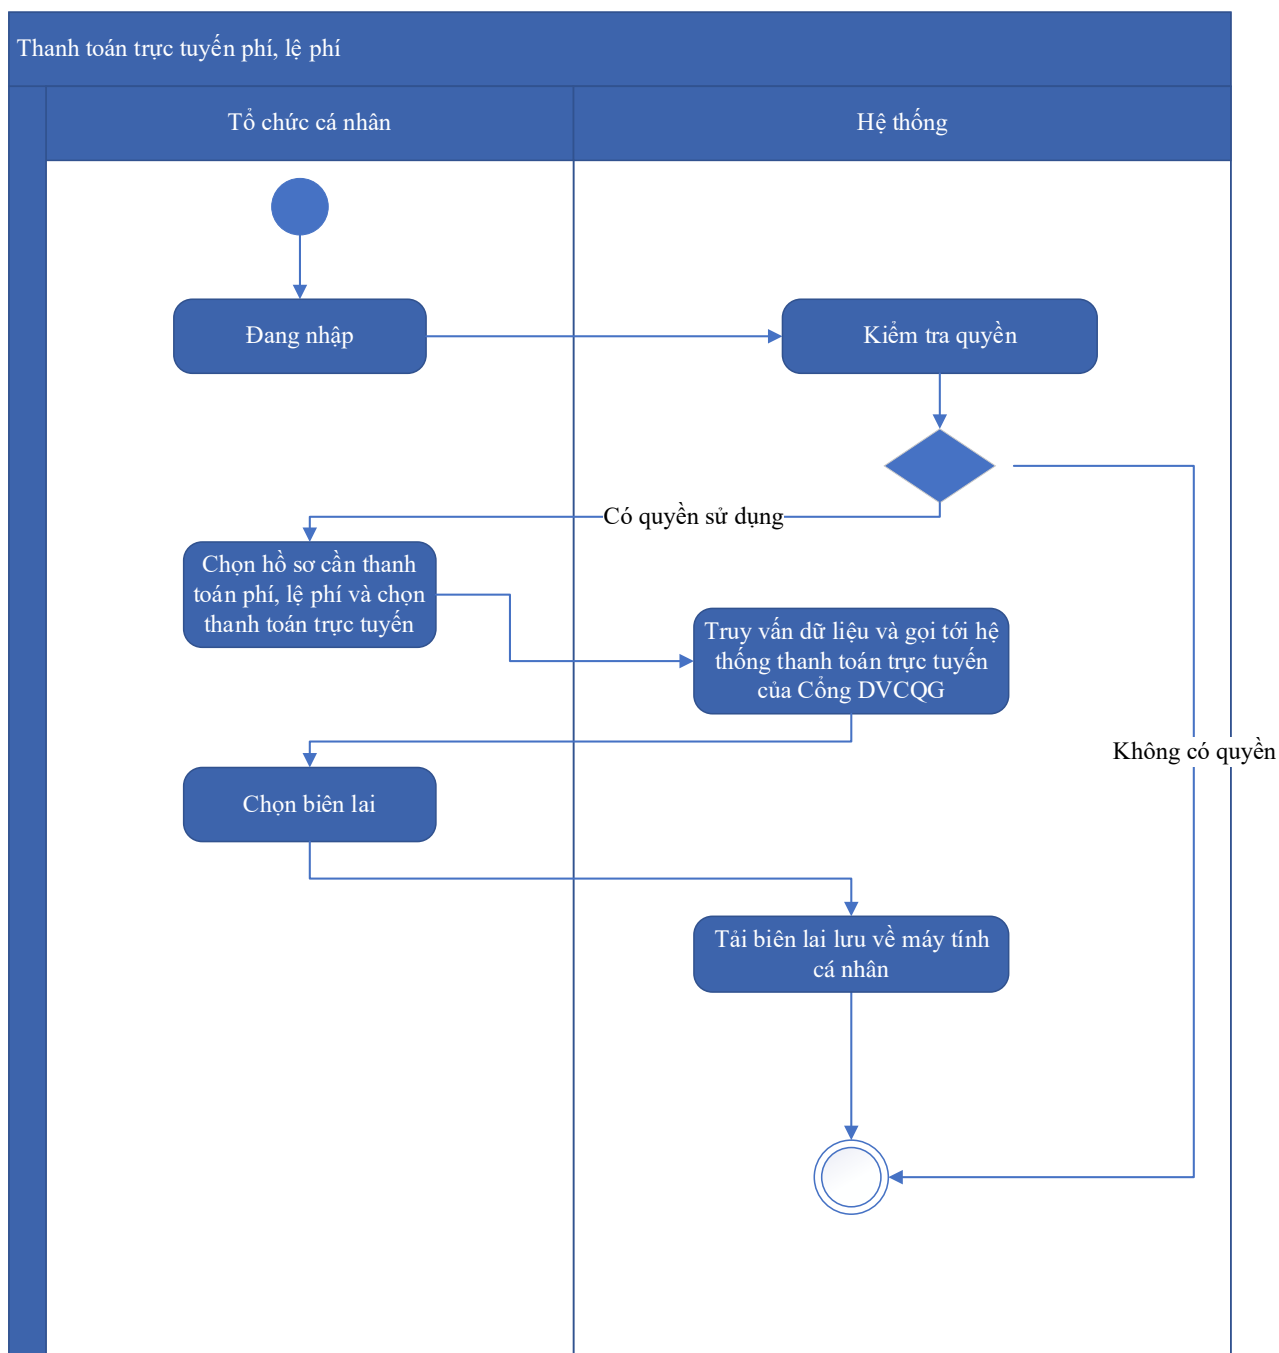 Thanh toán trực tuyến phí, lệ phí
Tổ chức cá nhân
Hệ thống
Đang nhập
Kiểm tra quyền
Có quyền sử dụng
Chọn hồ sơ cần thanh
toán phí, lệ phí và chọn
thanh toán trực tuyến
Truy vấn dữ liệu và gọi tới hệ
thống thanh toán trực tuyến
của Cổng DVCQG
Không có quyền
Chọn biên lai
Tải biên lai lưu về máy tính
cá nhân